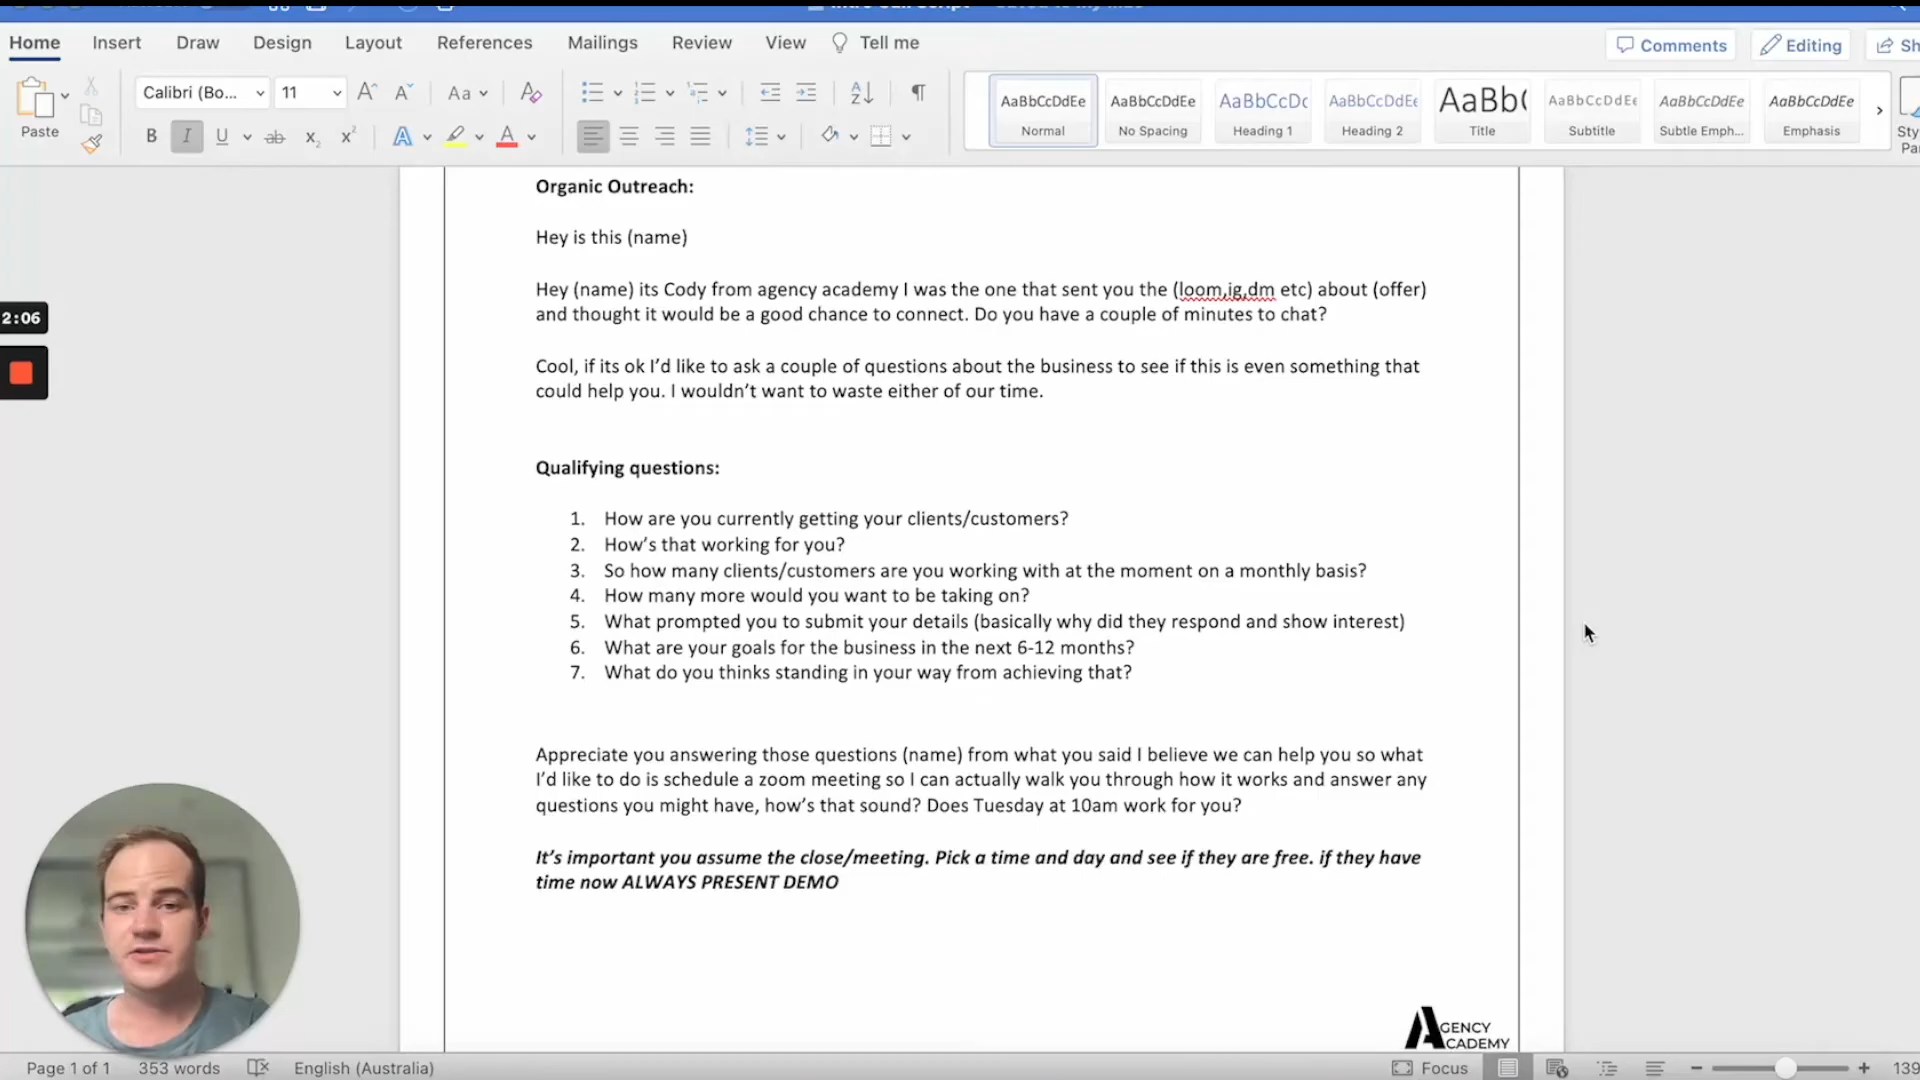 Home Insert Draw Design Layout References Mailings Review View Tell me Comments Editing Sh
Paste Calibri (Bo... 11 Aa
AaBbCcDdEe AaBbCcDdEe AaBbCcDc AaBbCcDdEe AaBb( AaBbCcDdEe AaBbCcDdEe AaBbCcDdEe
Normal No Spacing Heading 1 Heading 2 Title Subtitle Subtle Emph... Emphasis
Organic Outreach:
Hey is this (name)
Hey (name) its Cody from agency academy I was the one that sent you the (loom,ig,dm etc) about (offer)
and thought it would be a good chance to connect. Do you have a couple of minutes to chat?
2:06
Cool, if its ok I’d like to ask a couple of questions about the business to see if this is even something that
could help you. I wouldn’t want to waste either of our time.
Qualifying questions:
1. How are you currently getting your clients/customers?
2. How’s that working for you?
3. So how many clients/customers are you working with at the moment on a monthly basis?
4. How many more would you want to be taking on?
5. What prompted you to submit your details (basically why did they respond and show interest)
6. What are your goals for the business in the next 6-12 months?
7. What do you thinks standing in your way from achieving that?
Appreciate you answering those questions (name) from what you said I believe we can help you so what
I’d like to do is schedule a zoom meeting so I can actually walk you through how it works and answer any
questions you might have, how’s that sound? Does Tuesday at 10am work for you?
It’s important you assume the close/meeting. Pick a time and day and see if they are free. if they have
time now ALWAYS PRESENT DEMO
AGENCY
ACADEMY
Page 1 of 1 353 words English (Australia) Focus 139